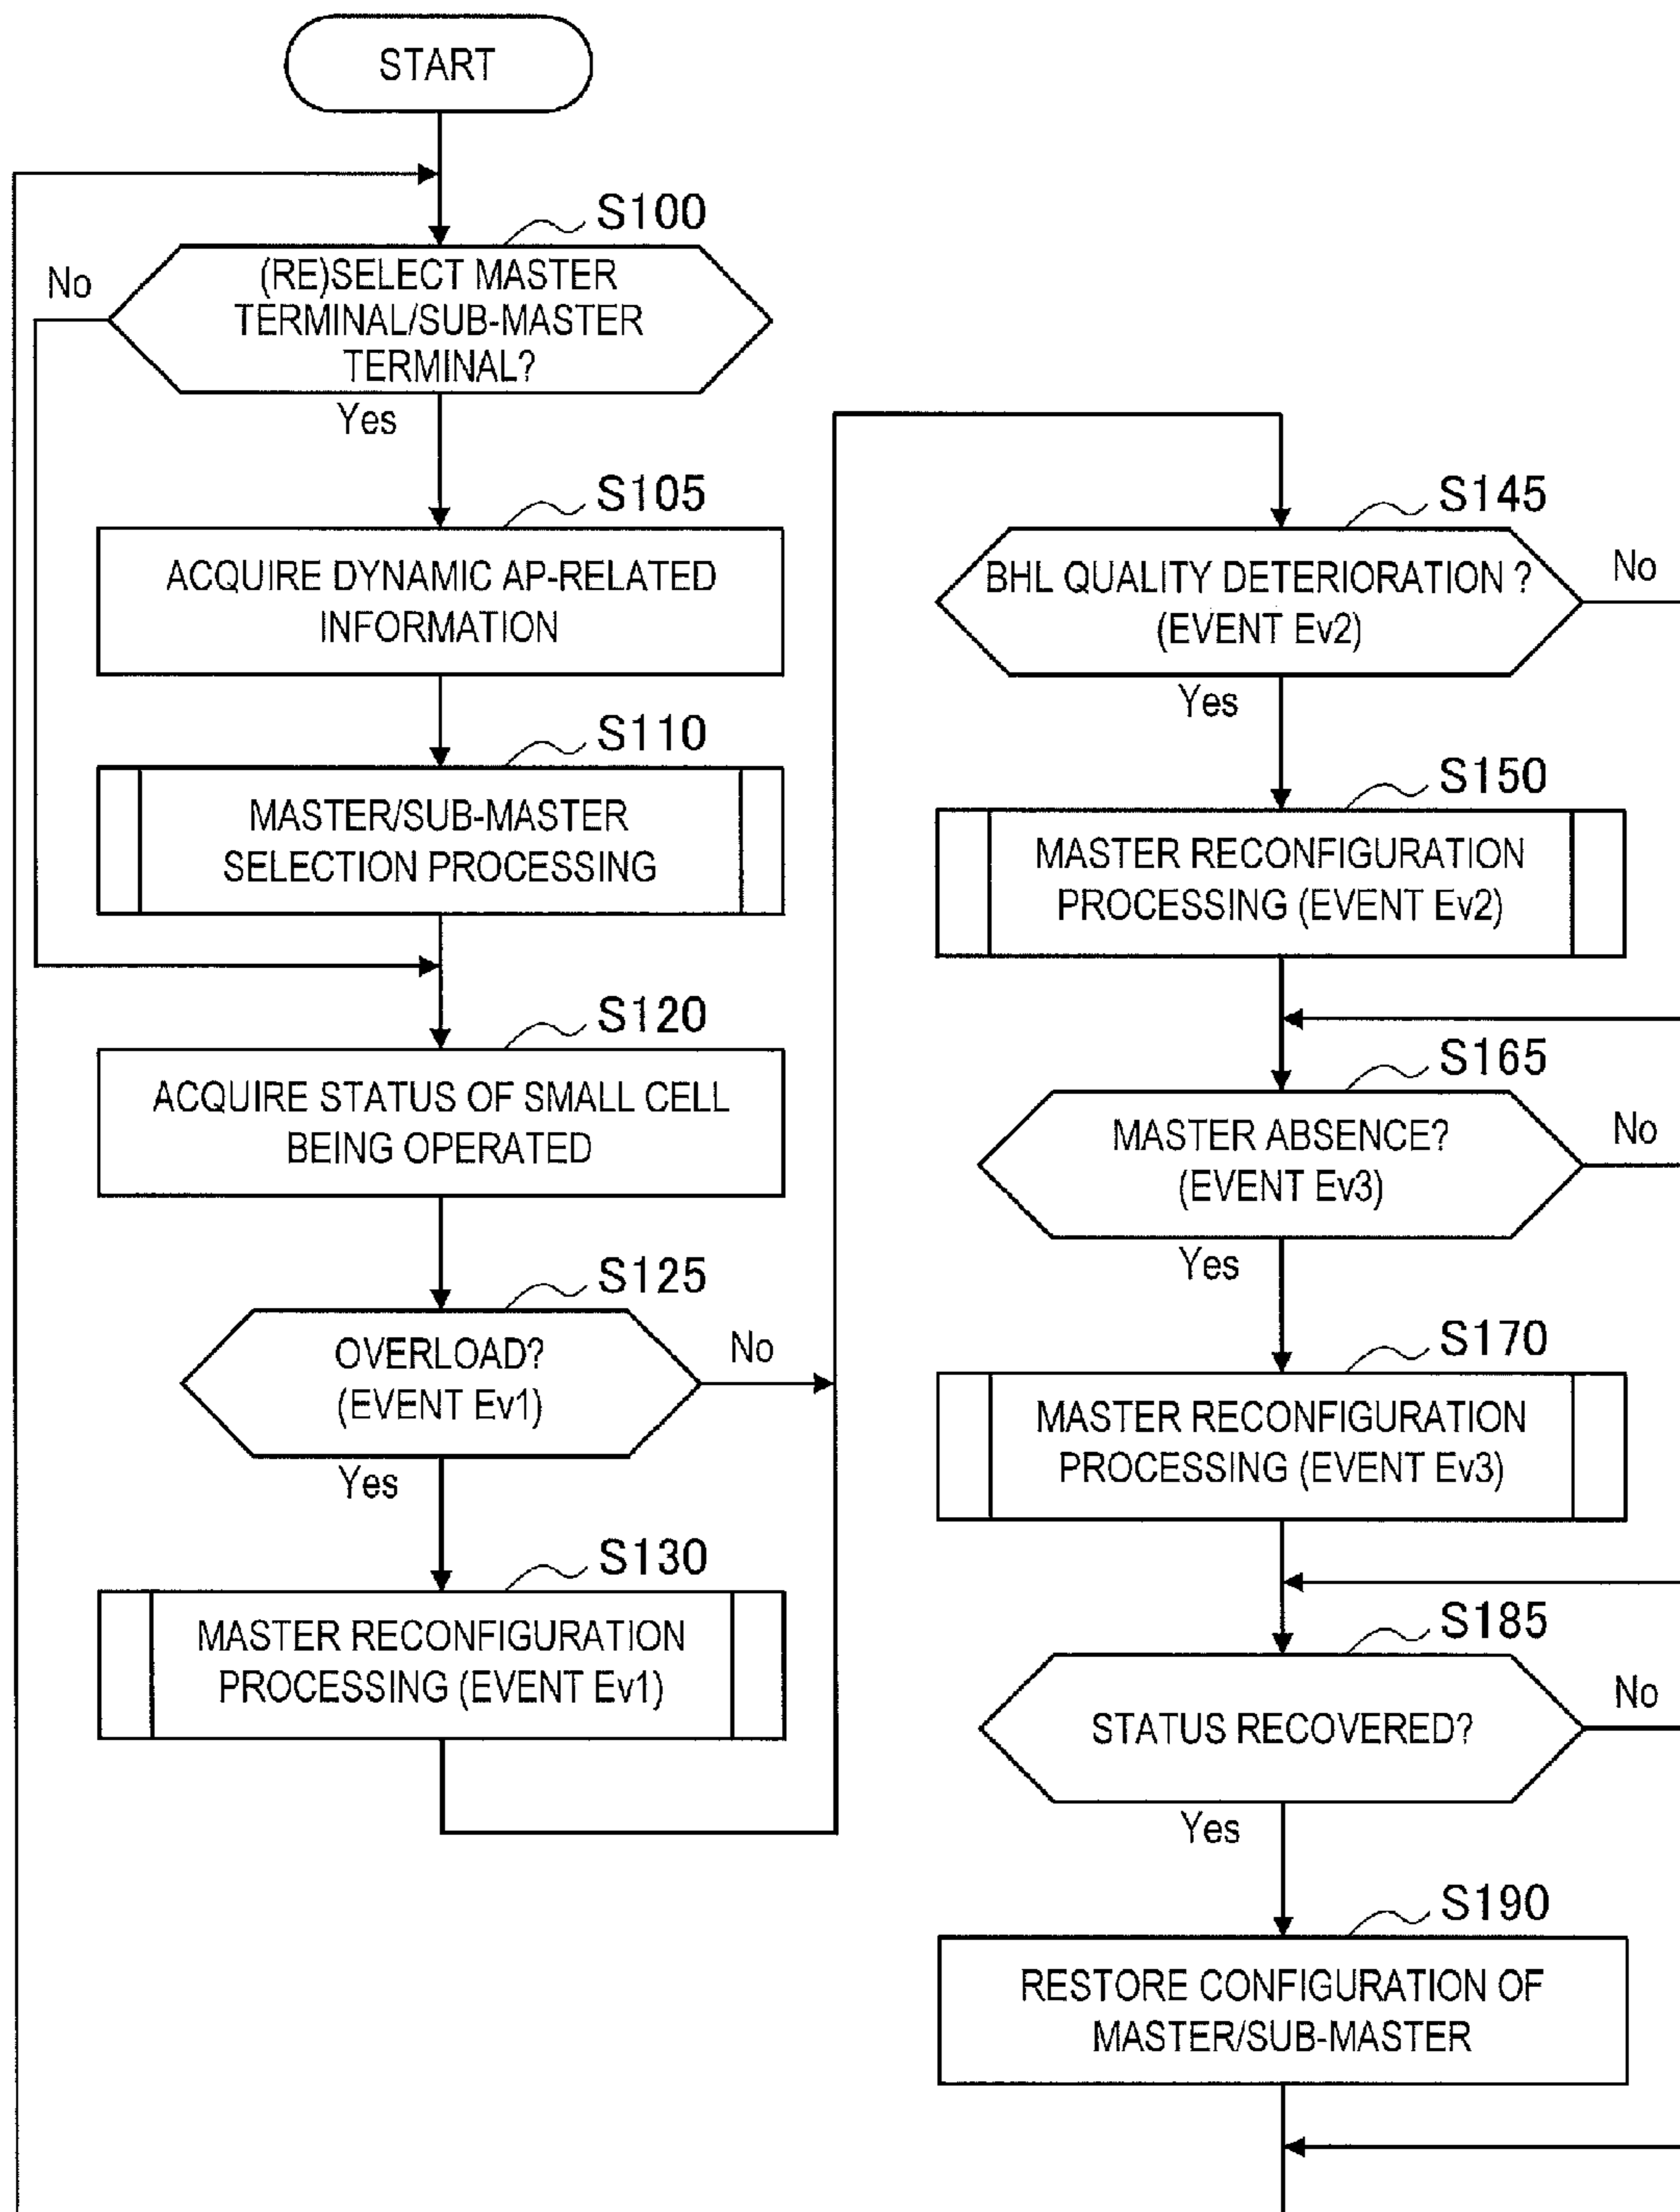 START
S100
No
(RE)SELECT MASTER
TERMINAL/SUB-MASTER
TERMINAL?
Yes
S105
ACQUIRE DYNAMIC AP-RELATED
INFORMATION
S110
MASTER/SUB-MASTER
SELECTION PROCESSING
S120
ACQUIRE STATUS OF SMALL CELL
BEING OPERATED
S125
OVERLOAD?
(EVENT Ev1)
No
Yes
S130
MASTER RECONFIGURATION
PROCESSING (EVENT Ev1)
S145
BHL QUALITY DETERIORATION ?
(EVENT Ev2)
No
Yes
S150
MASTER RECONFIGURATION
PROCESSING (EVENT Ev2)
S165
MASTER ABSENCE?
(EVENT Ev3)
No
Yes
S170
MASTER RECONFIGURATION
PROCESSING (EVENT Ev3)
S185
STATUS RECOVERED?
No
Yes
S190
RESTORE CONFIGURATION OF
MASTER/SUB-MASTER